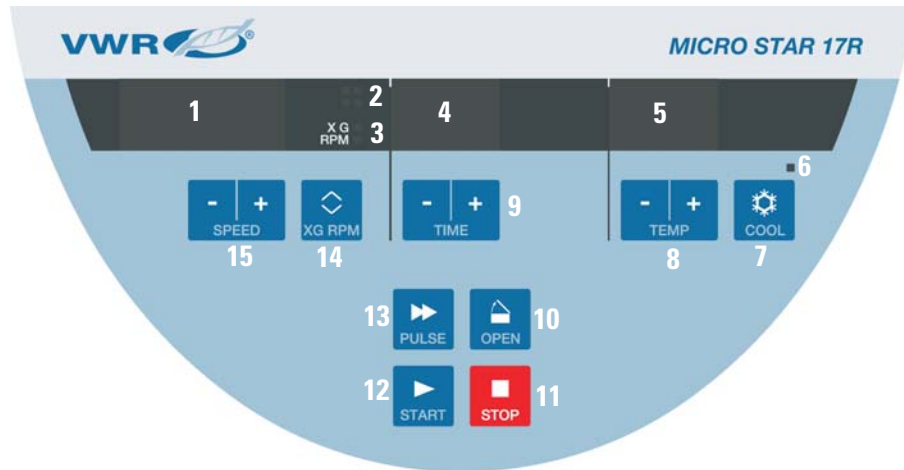 VWR®
MICRO STAR 17R
1
2
X G
RPM
3
4
5
6
- +
SPEED
15
XG RPM
14
- +
TIME
9
- +
TEMP
8
COOL
7
13
PULSE
OPEN
10
12
START
STOP
11